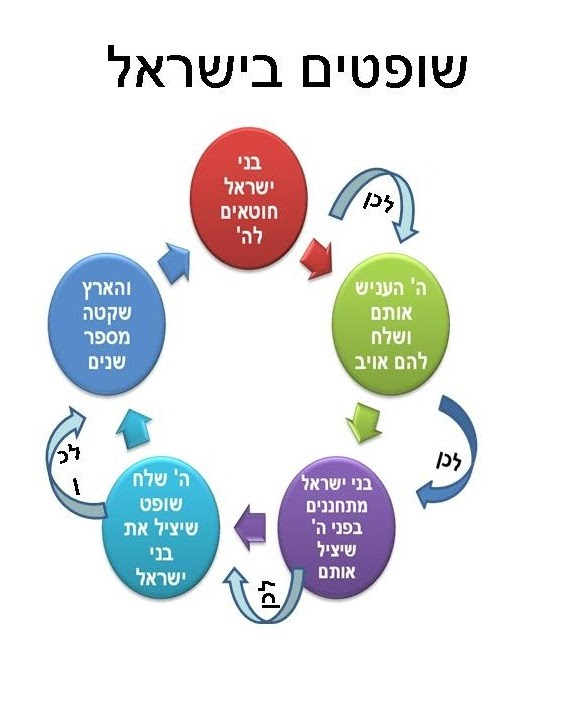 שופטים בישראל
בני
ישראל
חוטאים
לה'
לכן
ה' העניש
אותם
ושלח
להם אויב
לכן
בני ישראל
מתחננים
בפני ה'
שיציל
אותם
לכן
ה' שלח
שופט
שיציל את
בני
ישראל
לכ
ן
והארץ
שקטה
מספר
שנים